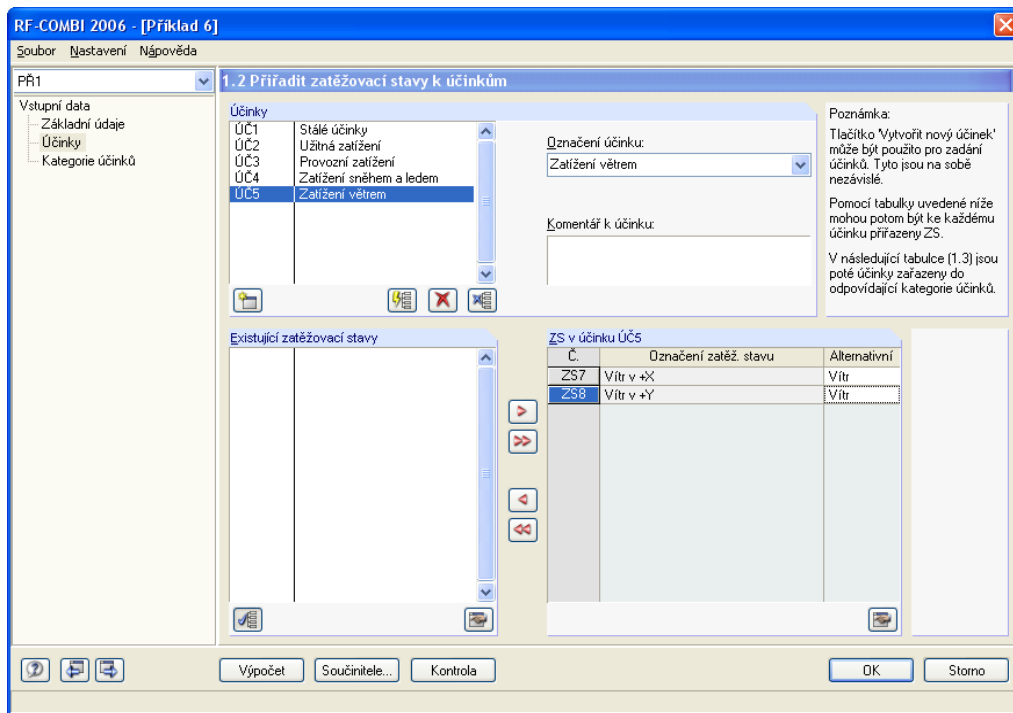 RF-COMBI 2006 - [Příklad 6]
Soubor Nastavení Nápověda
PŘ1
1.2 Přiřadit zatěžovací stavy k účinkům
Vstupní data
Základní údaje
Účinky
Kategorie účinků
Účinky
ÚČ1 Stálé účinky
ÚČ2 Užitná zatížení
ÚČ3 Provozní zatížení
ÚČ4 Zatížení sněhem a ledem
ÚČ5 Zatížení větrem
Označení účinku:
Zatížení větrem
Komentář k účinku:
Poznámka:
Tlačítko 'Vytvořit nový účinek'
může být použito pro zadání
účinků. Tyto jsou na sobě
nezávislé.
Pomocí tabulky uvedené níže
mohou potom být ke každému
účinku přiřazeny ZS.
V následující tabulce (1.3) jsou
poté účinky zařazeny do
odpovídající kategorie účinků.
Existující zatěžovací stavy
ZS v účinku ÚČ5
Č. Označení zatěž. stavu Alternativní
ZS7 Vítr v +X Vítr
ZS8 Vítr v +Y Vítr
Výpočet Součinitele... Kontrola OK Storno